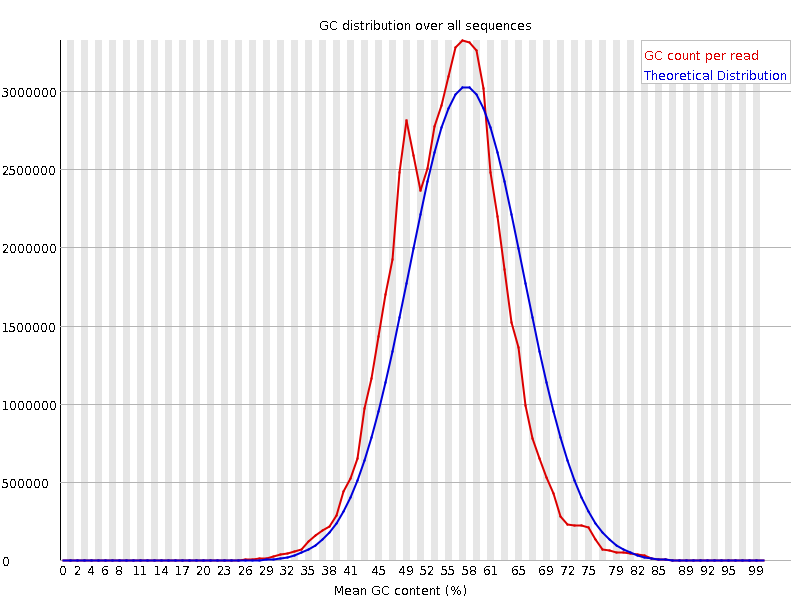 GC distribution over all sequences
GC count per read
Theoretical Distribution
3000000
2500000
2000000
1500000
1000000
500000
0
0 2 4 6 8 11 14 17 20 23 26 29 32 35 38 41 45 49 52 55 58 61 65 69 72 75 79 82 85 89 92 95 99
Mean GC content (%)